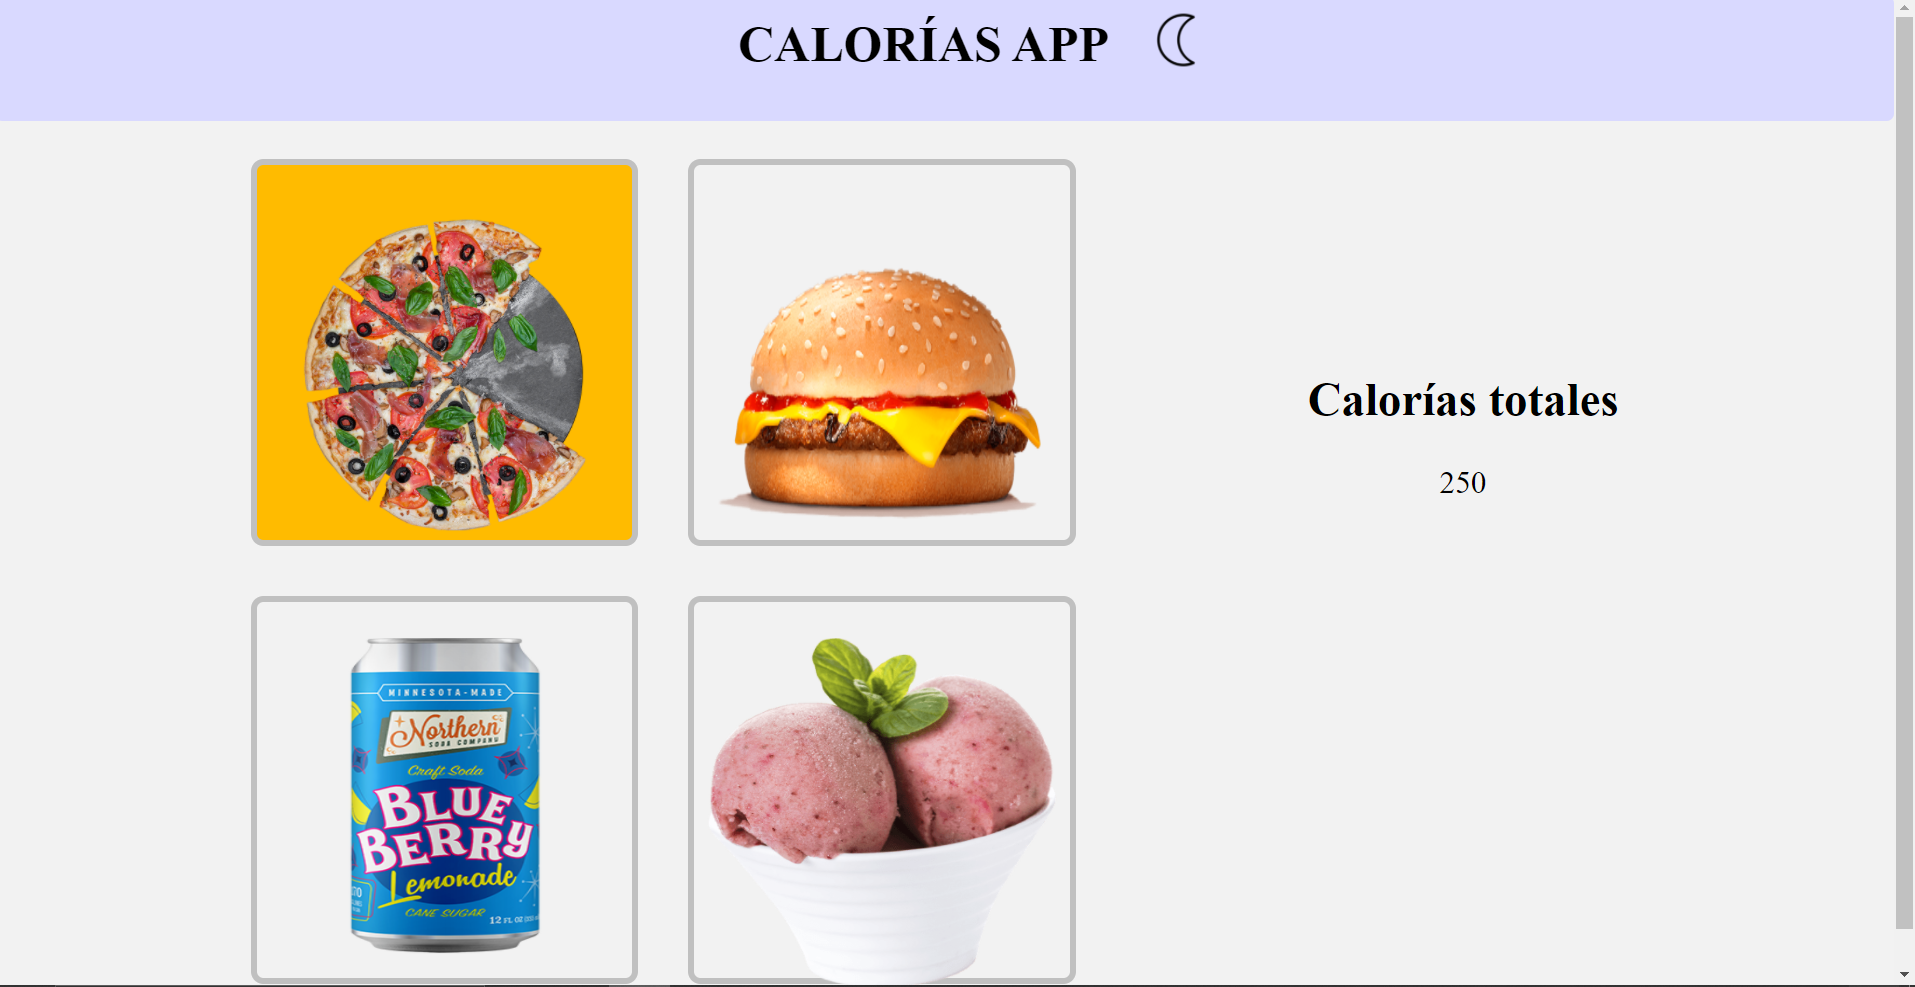 CALORÍAS APP
Calorías totales
250
MINNESOTA-MADE
Northern
SODA COMPANY
Craft Soda
BLUE
BERRY
Lemonade
CANE SUGAR
12 FL OZ